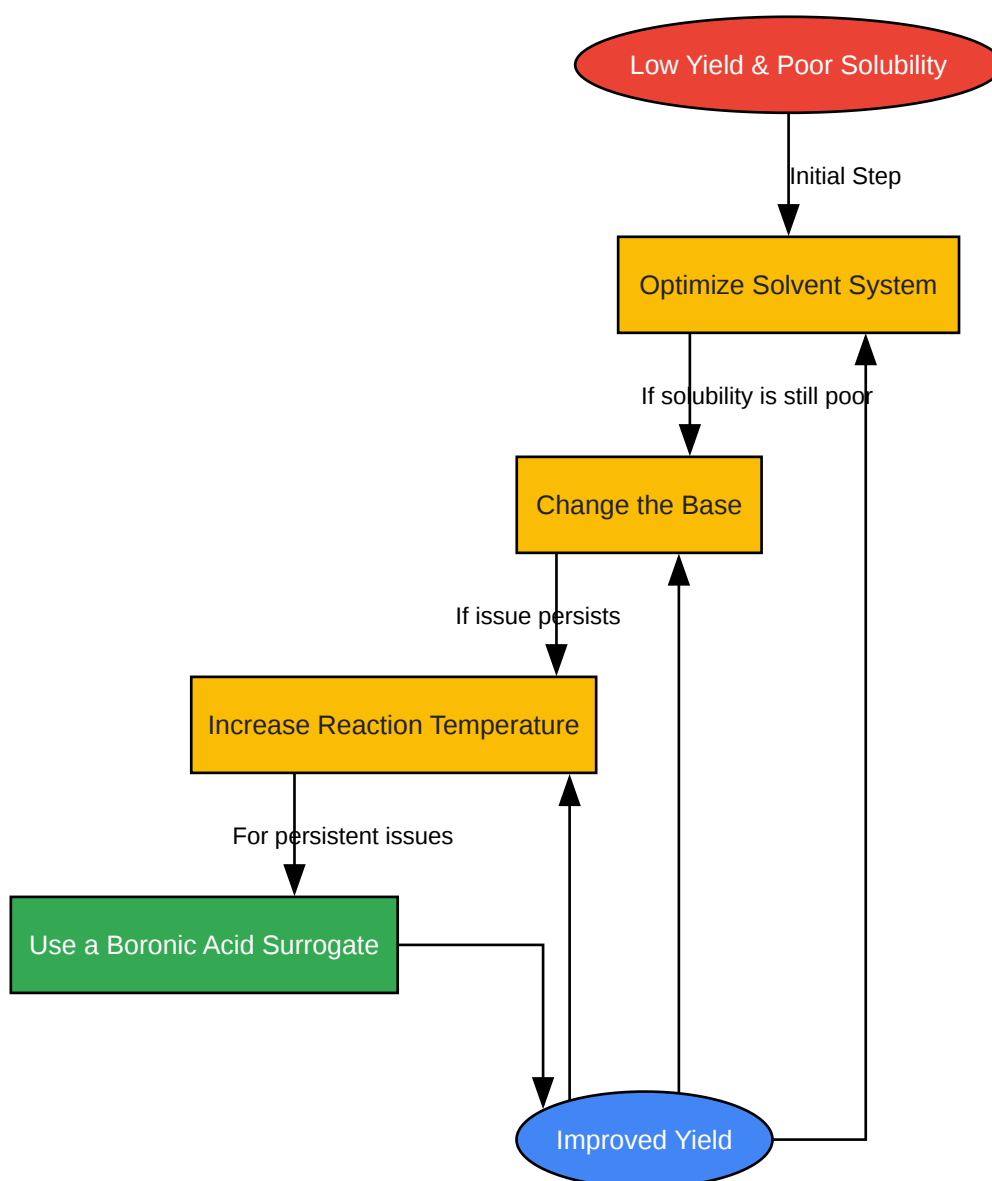 Low Yield & Poor Solubility
Initial Step
Optimize Solvent System
If solubility is still poor
Change the Base
If issue persists
Increase Reaction Temperature
For persistent issues
Use a Boronic Acid Surrogate
Improved Yield